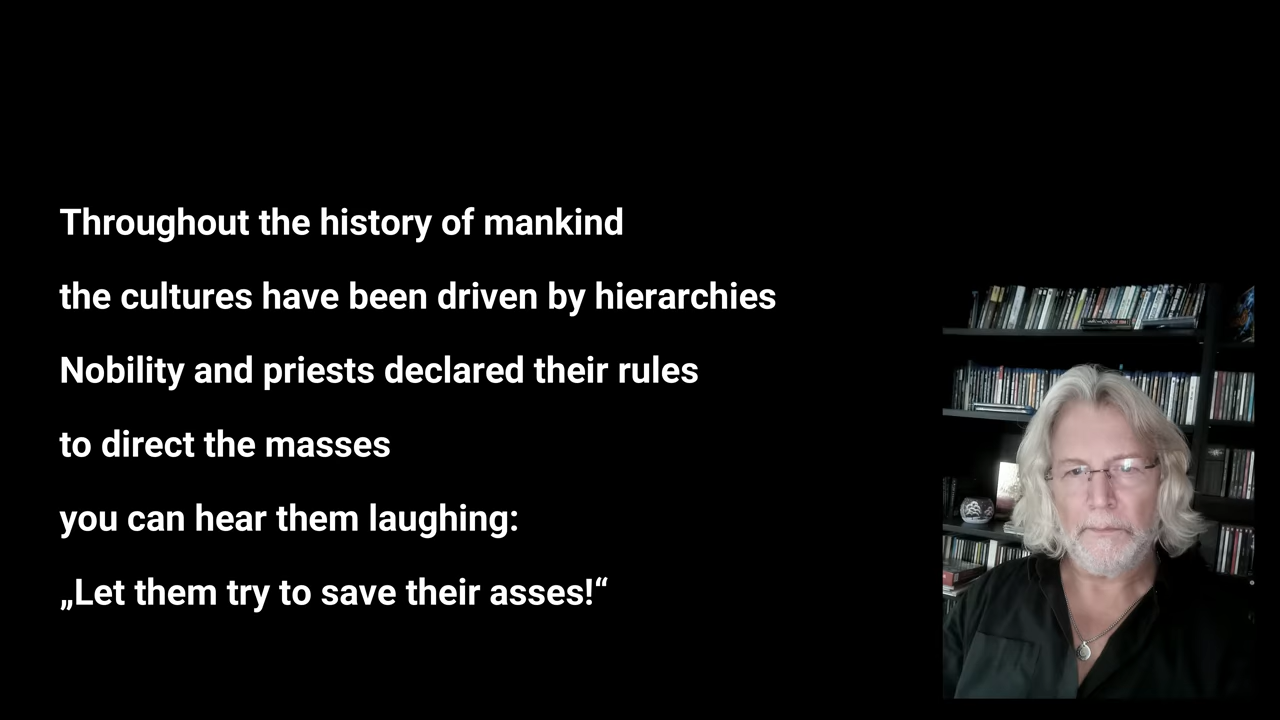 Throughout the history of mankind
the cultures have been driven by hierarchies
Nobility and priests declared their rules
to direct the masses
you can hear them laughing:
„Let them try to save their asses!“